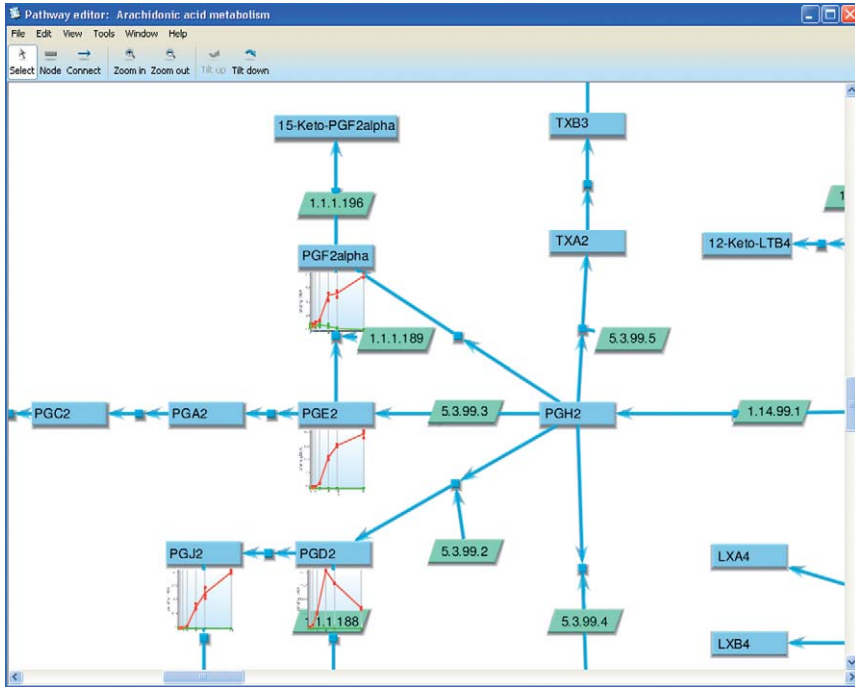 Pathway editor: Arachidonic acid metabolism
File Edit View Tools Window Help
Select Node Connect Zoom in Zoom out Tilt up Tilt down
15-Keto-PGF2alpha
TXB3
1.1.1.196
TXA2
12-Keto-LTB4
PGF2alpha
1.1.1.189
5.3.99.5
PGC2
PGA2
PGE2
5.3.99.3
PGH2
1.14.99.1
PGJ2
PGD2
5.3.99.2
LXA4
1.1.1.188
5.3.99.4
LXB4